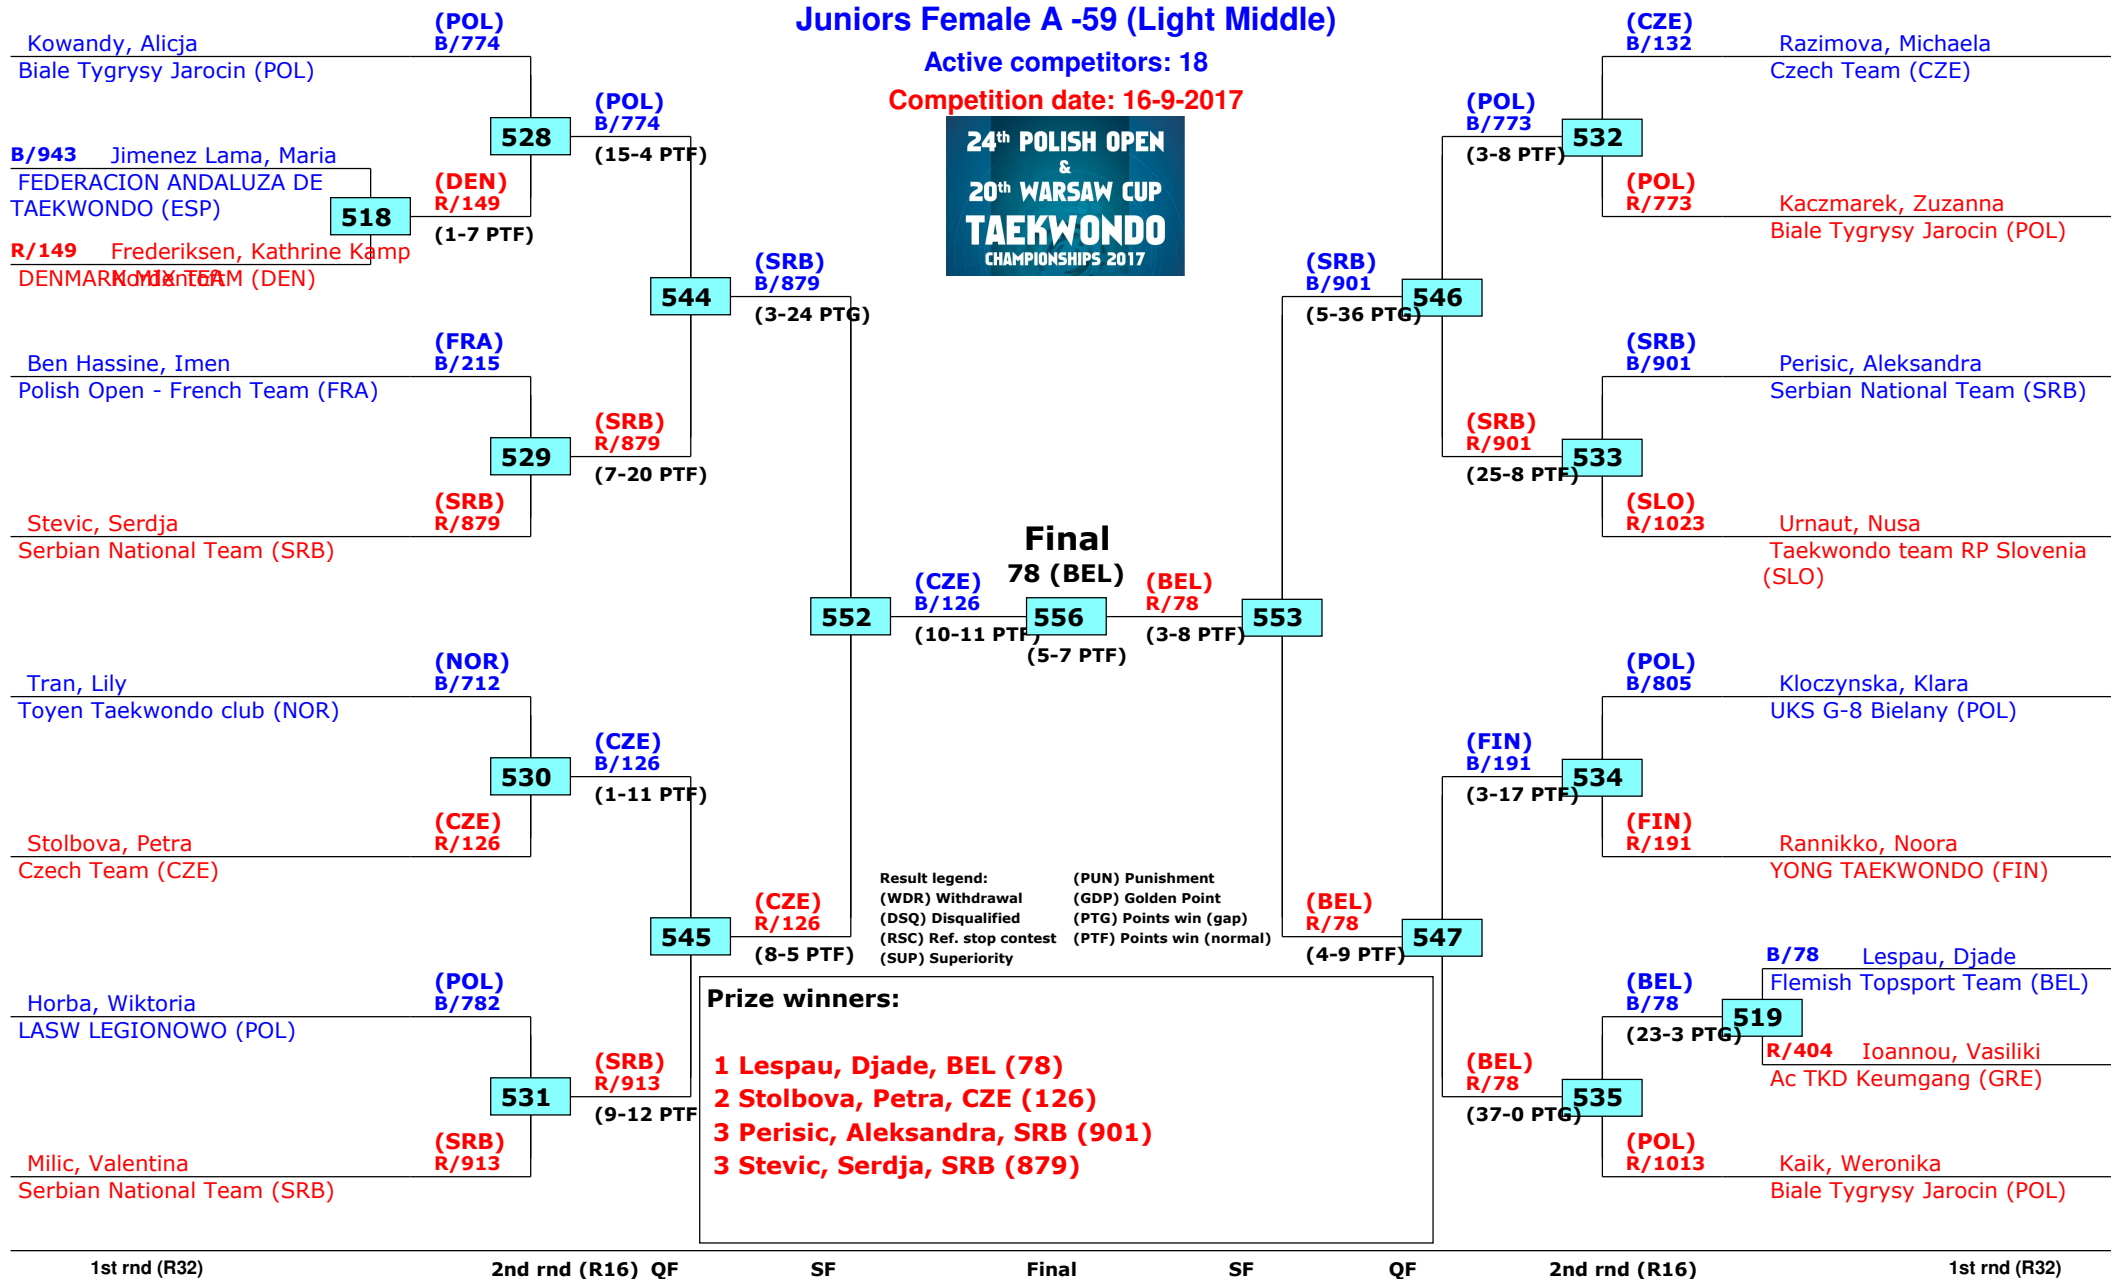 Juniors Female A -59 (Light Middle)
Active competitors: 18
Competition date: 16-9-2017
24th POLISH OPEN
&
20th WARSAW CUP
TAEKWONDO
CHAMPIONSHIPS 2017
Kowandy, Alicja
Biale Tygrysy Jarocin (POL)
(POL)
B/774
B/943 Jimenez Lama, Maria
FEDERACION ANDALUZA DE
TAEKWONDO (ESP)
518
R/149 Frederiksen, Kathrine Kamp
Nordentoft
DENMARK MIX TEAM (DEN)
(DEN)
R/149
(1-7 PTF)
528
(POL)
B/774
(15-4 PTF)
Ben Hassine, Imen
Polish Open - French Team (FRA)
(FRA)
B/215
529
(SRB)
R/879
(7-20 PTF)
Stevic, Serdja
Serbian National Team (SRB)
(SRB)
R/879
544
(SRB)
B/879
(3-24 PTG)
Tran, Lily
Toyen Taekwondo club (NOR)
(NOR)
B/712
530
(CZE)
B/126
(1-11 PTF)
Stolbova, Petra
Czech Team (CZE)
(CZE)
R/126
545
(CZE)
R/126
(8-5 PTF)
Horba, Wiktoria
LASW LEGIONOWO (POL)
(POL)
B/782
531
(SRB)
R/913
(9-12 PTF
Milic, Valentina
Serbian National Team (SRB)
(SRB)
R/913
552
(CZE)
B/126
(10-11 PTF)
Final
78 (BEL)
556
(5-7 PTF)
(BEL)
R/78
(3-8 PTF)
553
(CZE)
B/132
Razimova, Michaela
Czech Team (CZE)
(POL)
B/773
(3-8 PTF)
532
(POL)
R/773
Kaczmarek, Zuzanna
Biale Tygrysy Jarocin (POL)
(SRB)
B/901
(5-36 PTG)
546
(SRB)
B/901
Perisic, Aleksandra
Serbian National Team (SRB)
(SRB)
R/901
(25-8 PTF)
533
(SLO)
R/1023
Urnaut, Nusa
Taekwondo team RP Slovenia
(SLO)
(POL)
B/805
Kloczynska, Klara
UKS G-8 Bielany (POL)
(FIN)
B/191
(3-17 PTF)
534
(FIN)
R/191
Rannikko, Noora
YONG TAEKWONDO (FIN)
(BEL)
R/78
(4-9 PTF)
547
B/78 Lespau, Djade
Flemish Topsport Team (BEL)
(BEL)
B/78
(23-3 PTG)
519
R/404 Ioannou, Vasiliki
Ac TKD Keumgang (GRE)
(BEL)
R/78
(37-0 PTG)
535
(POL)
R/1013
Kaik, Weronika
Biale Tygrysy Jarocin (POL)
Result legend:
(WDR) Withdrawal
(DSQ) Disqualified
(RSC) Ref. stop contest
(SUP) Superiority
(PUN) Punishment
(GDP) Golden Point
(PTG) Points win (gap)
(PTF) Points win (normal)
Prize winners:
1 Lespau, Djade, BEL (78)
2 Stolbova, Petra, CZE (126)
3 Perisic, Aleksandra, SRB (901)
3 Stevic, Serdja, SRB (879)
1st rnd (R32) 2nd rnd (R16) QF SF Final SF QF 2nd rnd (R16) 1st rnd (R32)